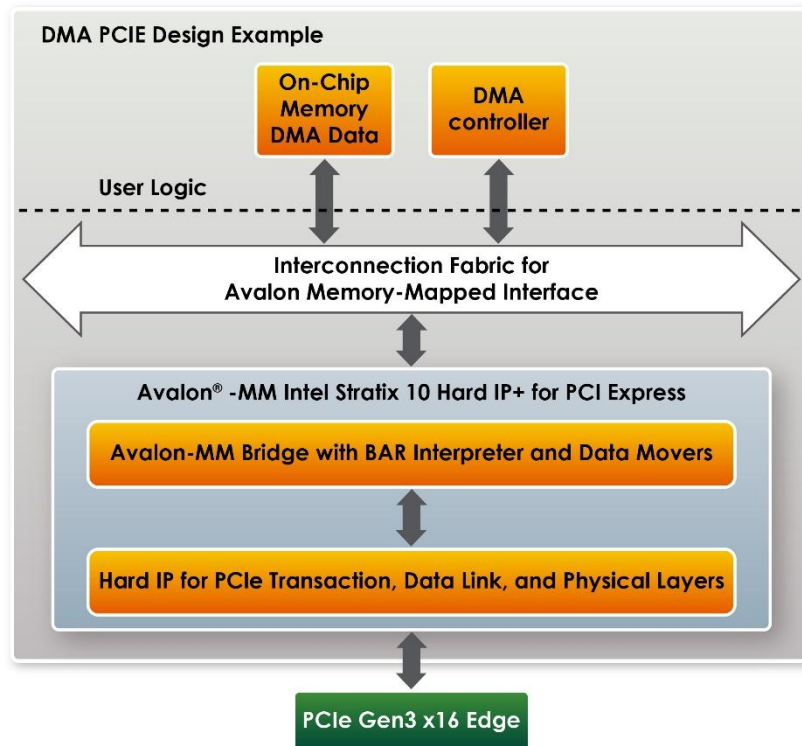 DMA PCIE Design Example
On-Chip
Memory
DMA Data
DMA
controller
User Logic
Interconnection Fabric for
Avalon Memory-Mapped Interface
Avalon® -MM Intel Stratix 10 Hard IP+ for PCI Express
Avalon-MM Bridge with BAR Interpreter and Data Movers
Hard IP for PCIe Transaction, Data Link, and Physical Layers
PCIe Gen3 x16 Edge